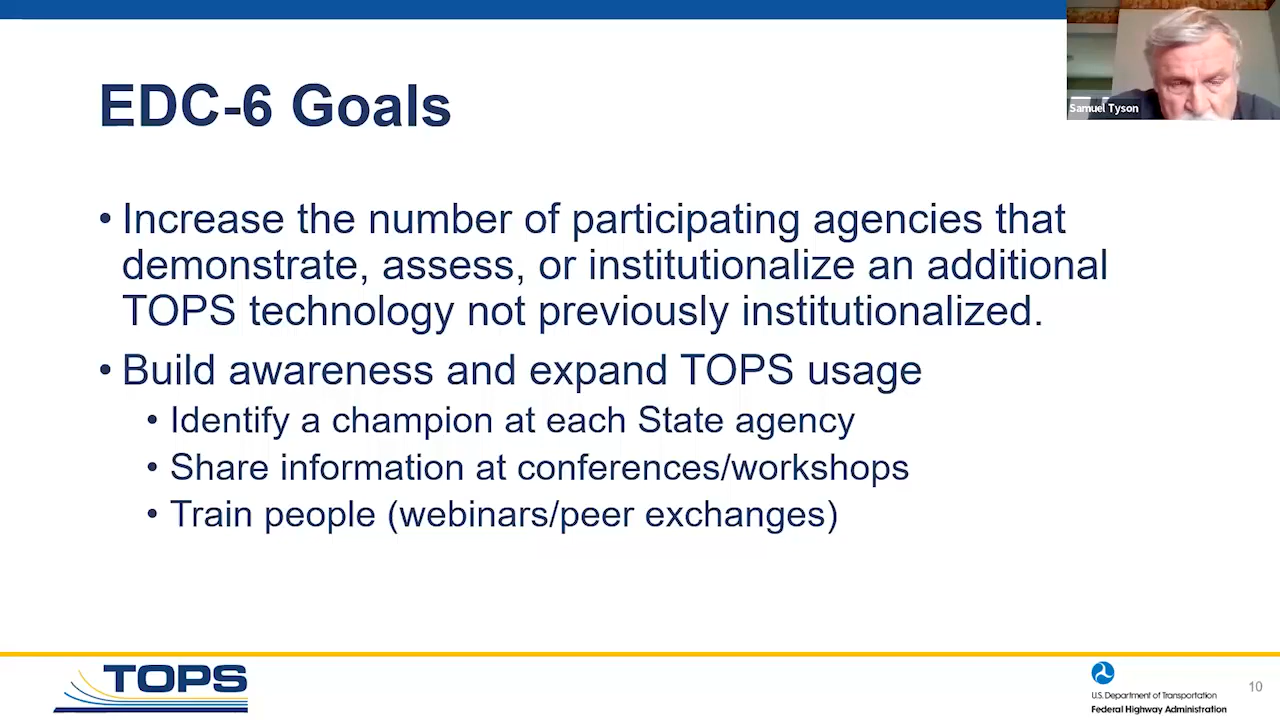 EDC-6 Goals
Samuel Tyson
• Increase the number of participating agencies that
demonstrate, assess, or institutionalize an additional
TOPS technology not previously institutionalized.
• Build awareness and expand TOPS usage
• Identify a champion at each State agency
• Share information at conferences/workshops
• Train people (webinars/peer exchanges)
TOPS
U.S. Department of Transportation
Federal Highway Administration
10